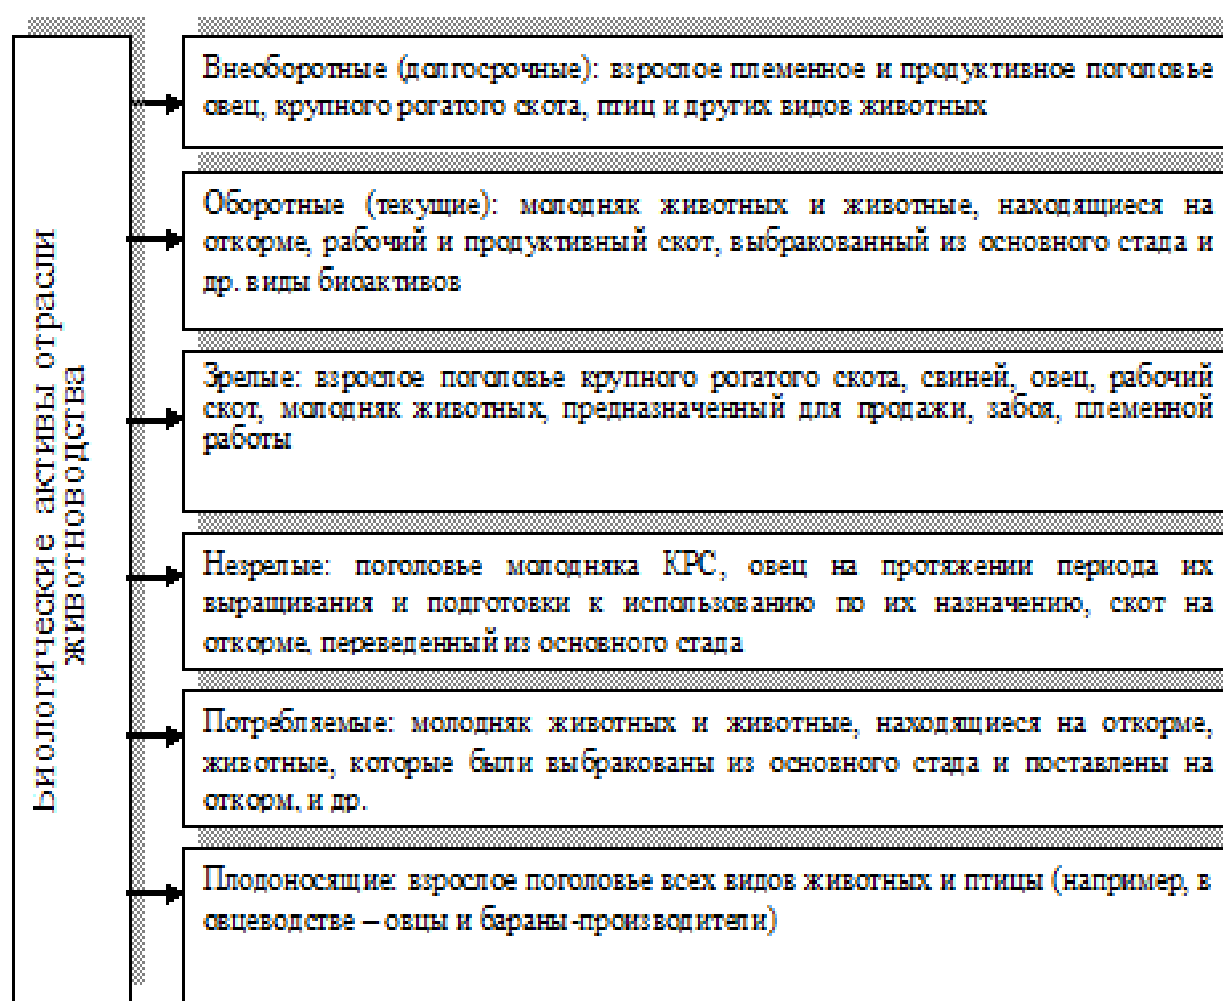 Биологические активы отрасли
животноводства
Внеоборотные (долгосрочные): взрослое племенное и продуктивное поголовье
овец, крупного рогатого скота, птиц и других видов животных
Оборотные (текущие): молодняк животных и животные, находящиеся на
откорме, рабочий и продуктивный скот, выбракованный из основного стада и
др. виды биоактивов
Зрелые: взрослое поголовье крупного рогатого скота, свиней, овец, рабочий
скот, молодняк животных, предназначенный для продажи, забоя, племенной
работы
Незрелые: поголовье молодняка КРС, овец на протяжении периода их
выращивания и подготовки к использованию по их назначению, скот на
откорме, переведенный из основного стада
Потребляемые: молодняк животных и животные, находящиеся на откорме,
животные, которые были выбракованы из основного стада и поставлены на
откорм, и др.
Плодоносящие: взрослое поголовье всех видов животных и птицы (например, в
овцеводстве – овцы и бараны-производители)